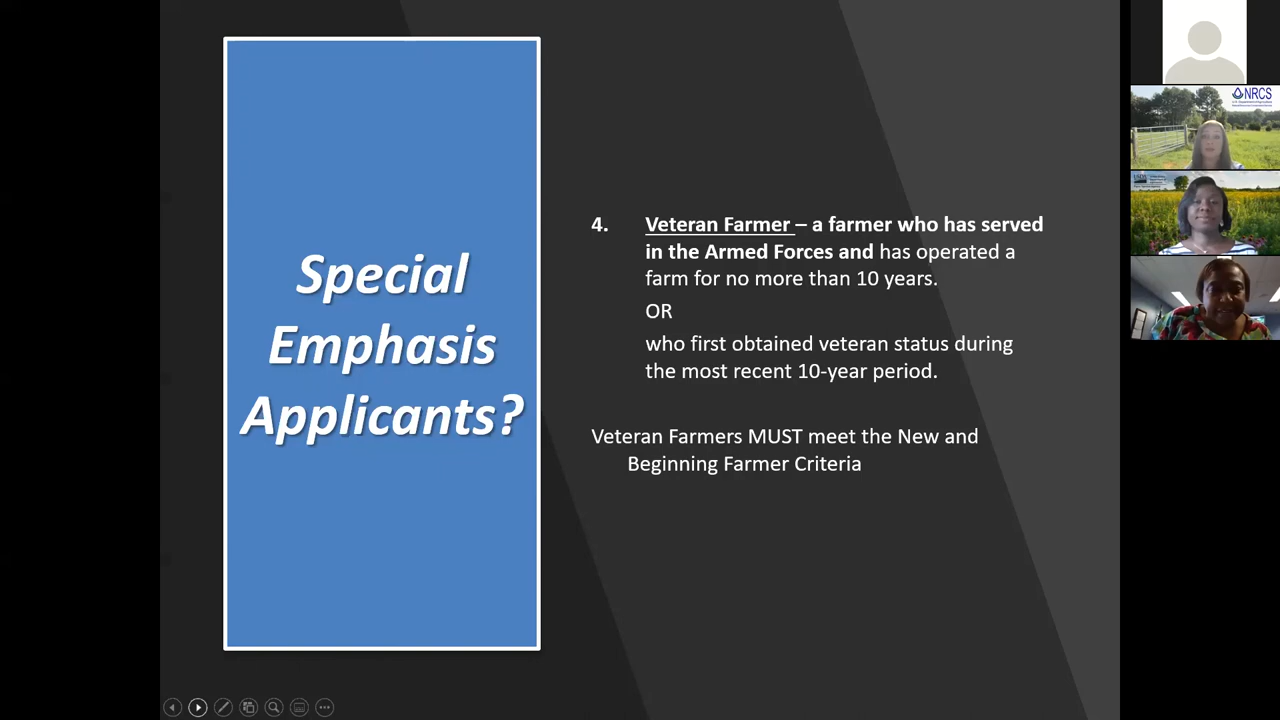 Special
Emphasis
Applicants?
4. Veteran Farmer – a farmer who has served
in the Armed Forces and has operated a
farm for no more than 10 years.
OR
who first obtained veteran status during
the most recent 10-year period.
Veteran Farmers MUST meet the New and
Beginning Farmer Criteria
NRCS
USDA